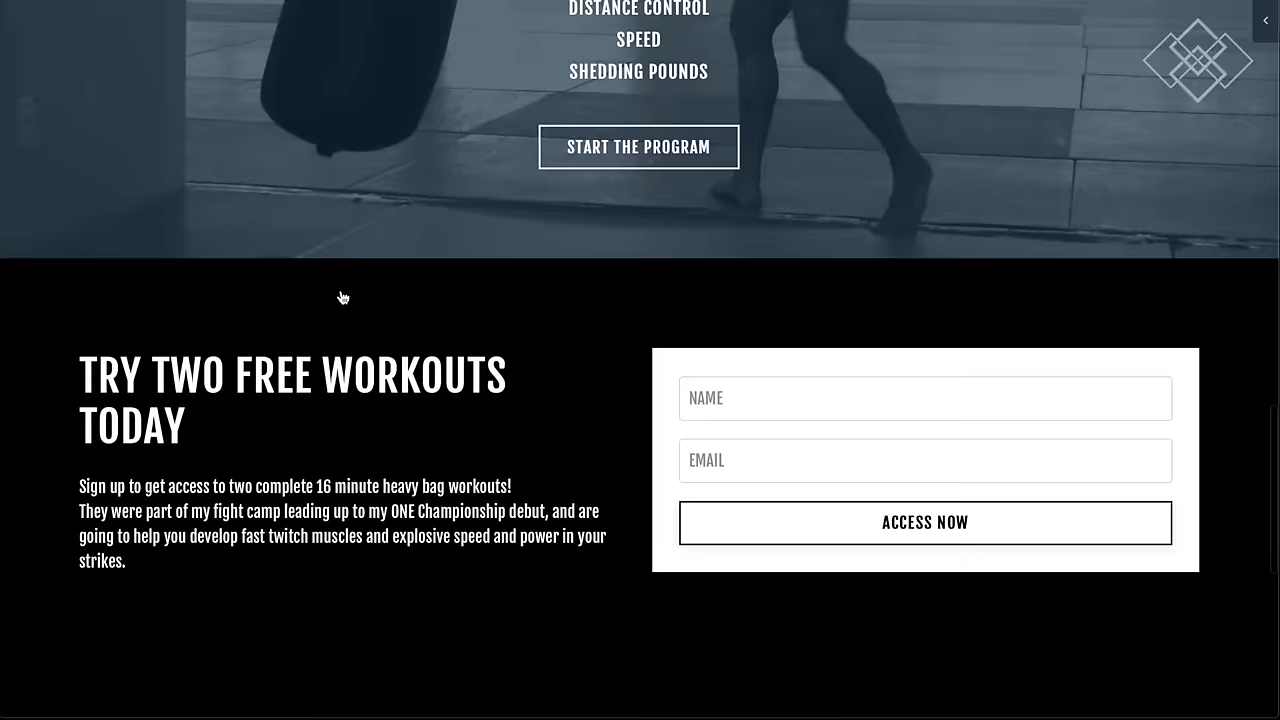 DISTANCE CONTROL
SPEED
SHEDDING POUNDS
START THE PROGRAM
TRY TWO FREE WORKOUTS
TODAY
Sign up to get access to two complete 16 minute heavy bag workouts!
They were part of my fight camp leading up to my ONE Championship debut, and are
going to help you develop fast twitch muscles and explosive speed and power in your
strikes.
NAME
EMAIL
ACCESS NOW